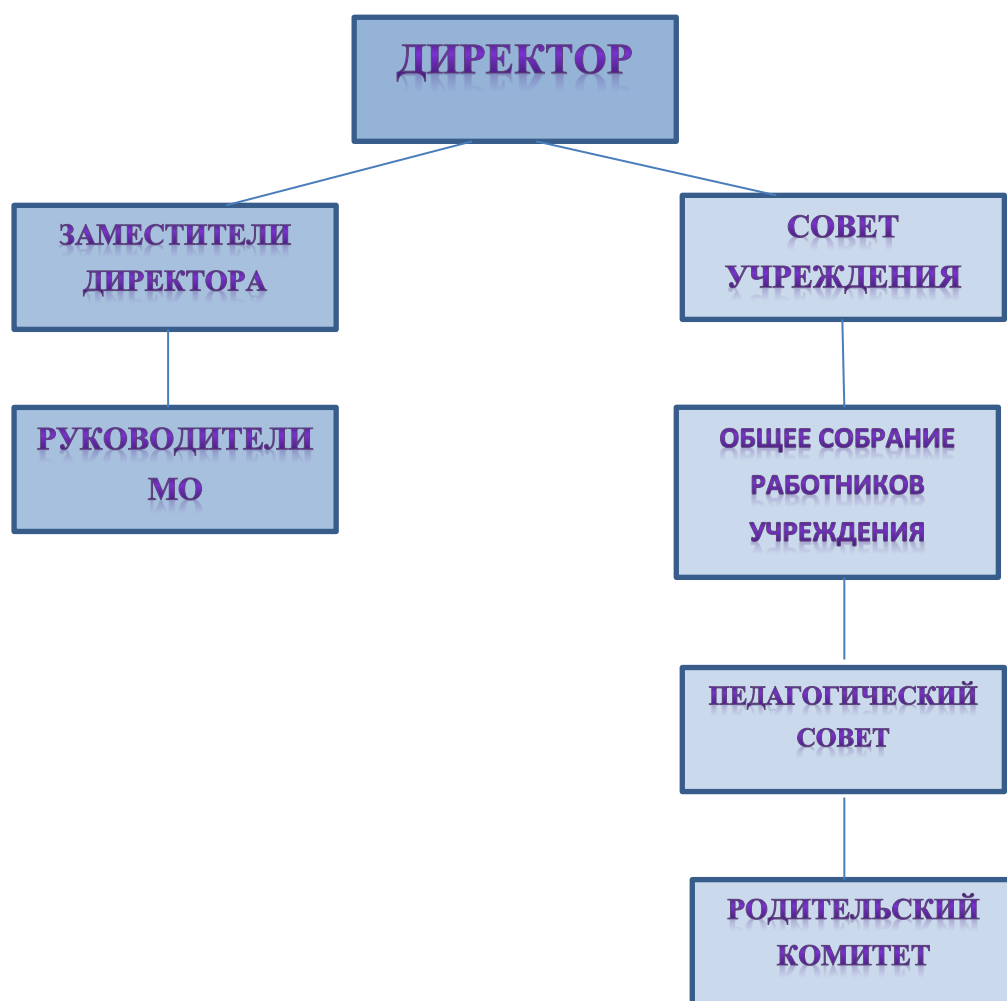 ДИРЕКТОР
ЗАМЕСТИТЕЛИ
ДИРЕКТОРА
СОВЕТ
УЧРЕЖДЕНИЯ
РУКОВОДИТЕЛИ
МО
ОБЩЕЕ СОБРАНИЕ
РАБОТНИКОВ
УЧРЕЖДЕНИЯ
ПЕДАГОГИЧЕСКИЙ
СОВЕТ
РОДИТЕЛЬСКИЙ
КОМИТЕТ